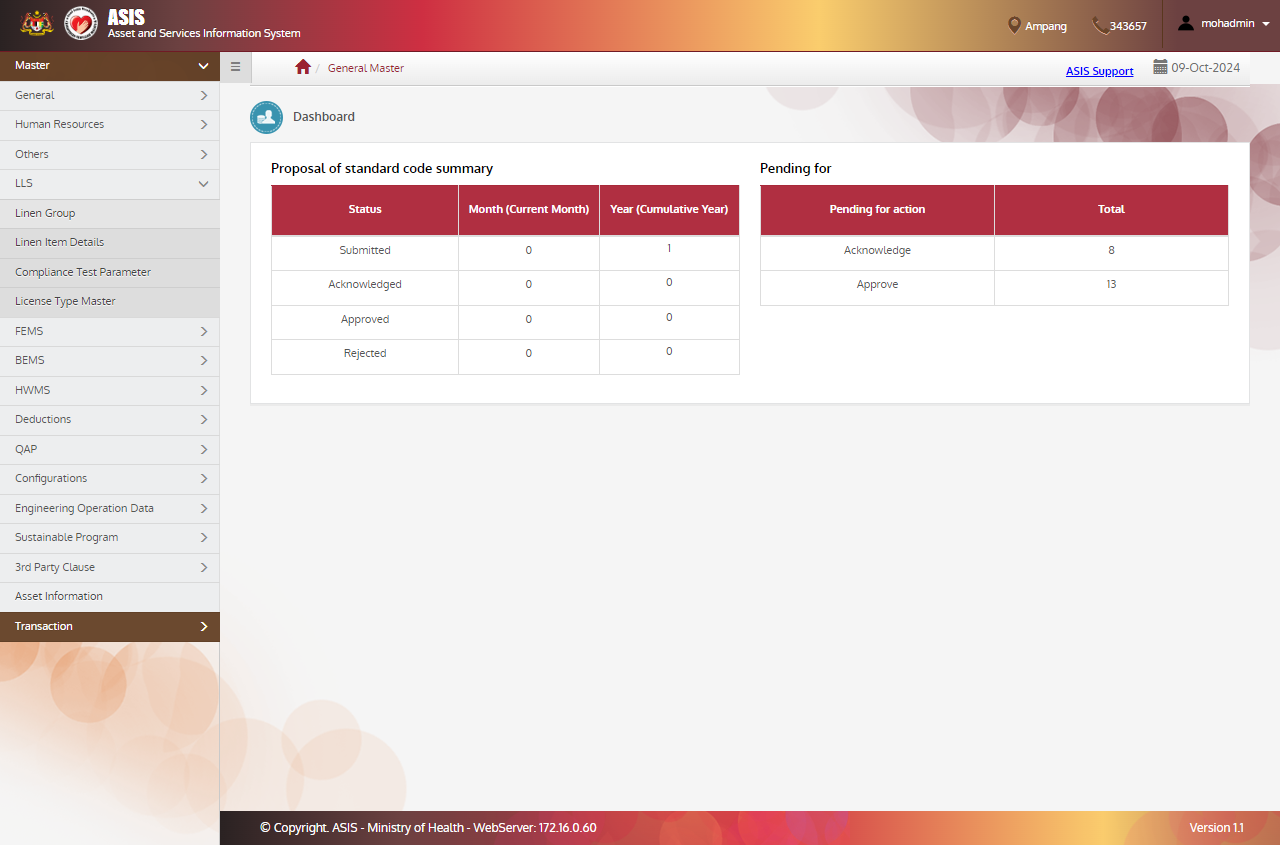 ASIS
Asset and Services Information System
Ampang
343657
mohadmin
Master
General
Human Resources
Others
LLS
Linen Group
Linen Item Details
Compliance Test Parameter
License Type Master
FEMS
BEMS
HWMS
Deductions
QAP
Configurations
Engineering Operation Data
Sustainable Program
3rd Party Clause
Asset Information
Transaction
/ General Master
ASIS Support
09-Oct-2024
Dashboard
Proposal of standard code summary
Status Month (Current Month) Year (Cumulative Year)
Submitted 0 1
Acknowledged 0 0
Approved 0 0
Rejected 0 0
Pending for
Pending for action Total
Acknowledge 8
Approve 13
© Copyright. ASIS - Ministry of Health - WebServer: 172.16.0.60
Version 1.1